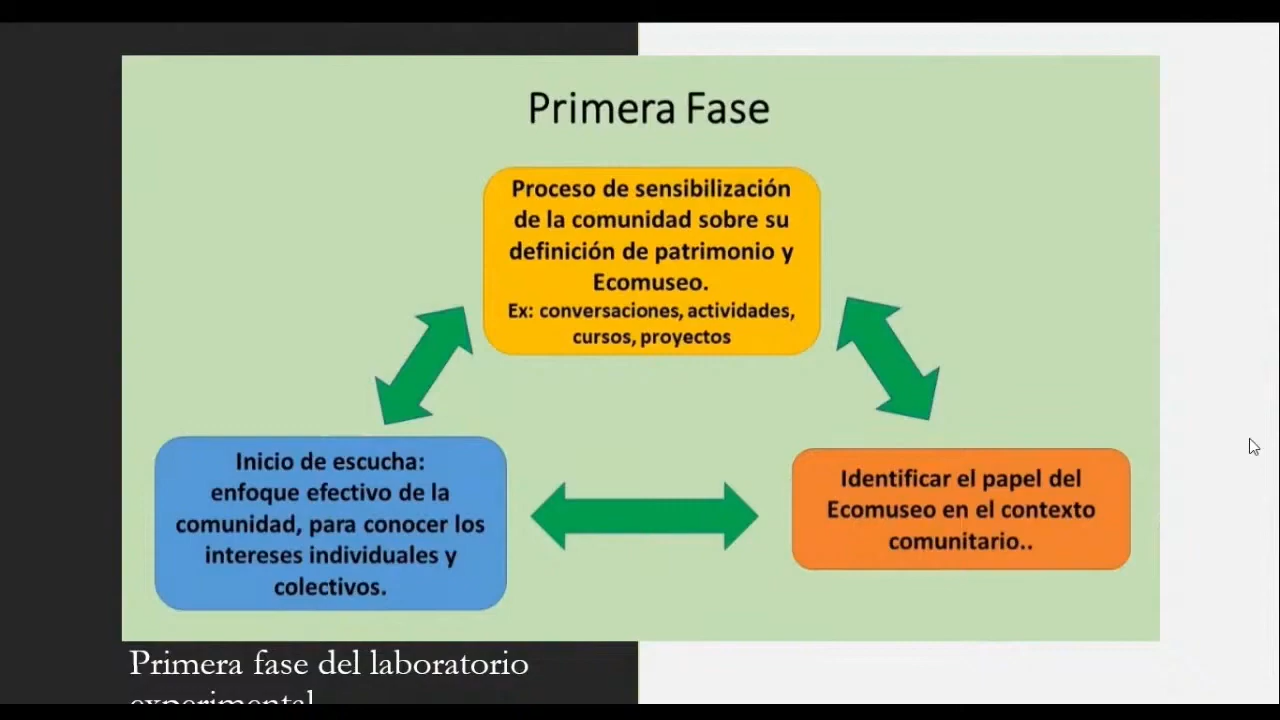 Primera Fase
Proceso de sensibilización
de la comunidad sobre su
definición de patrimonio y
Ecomuseo.
Ex: conversaciones, actividades,
cursos, proyectos
Inicio de escucha:
enfoque efectivo de la
comunidad, para conocer los
intereses individuales y
colectivos.
Identificar el papel del
Ecomuseo en el contexto
comunitario..
Primera fase del laboratorio
experimental